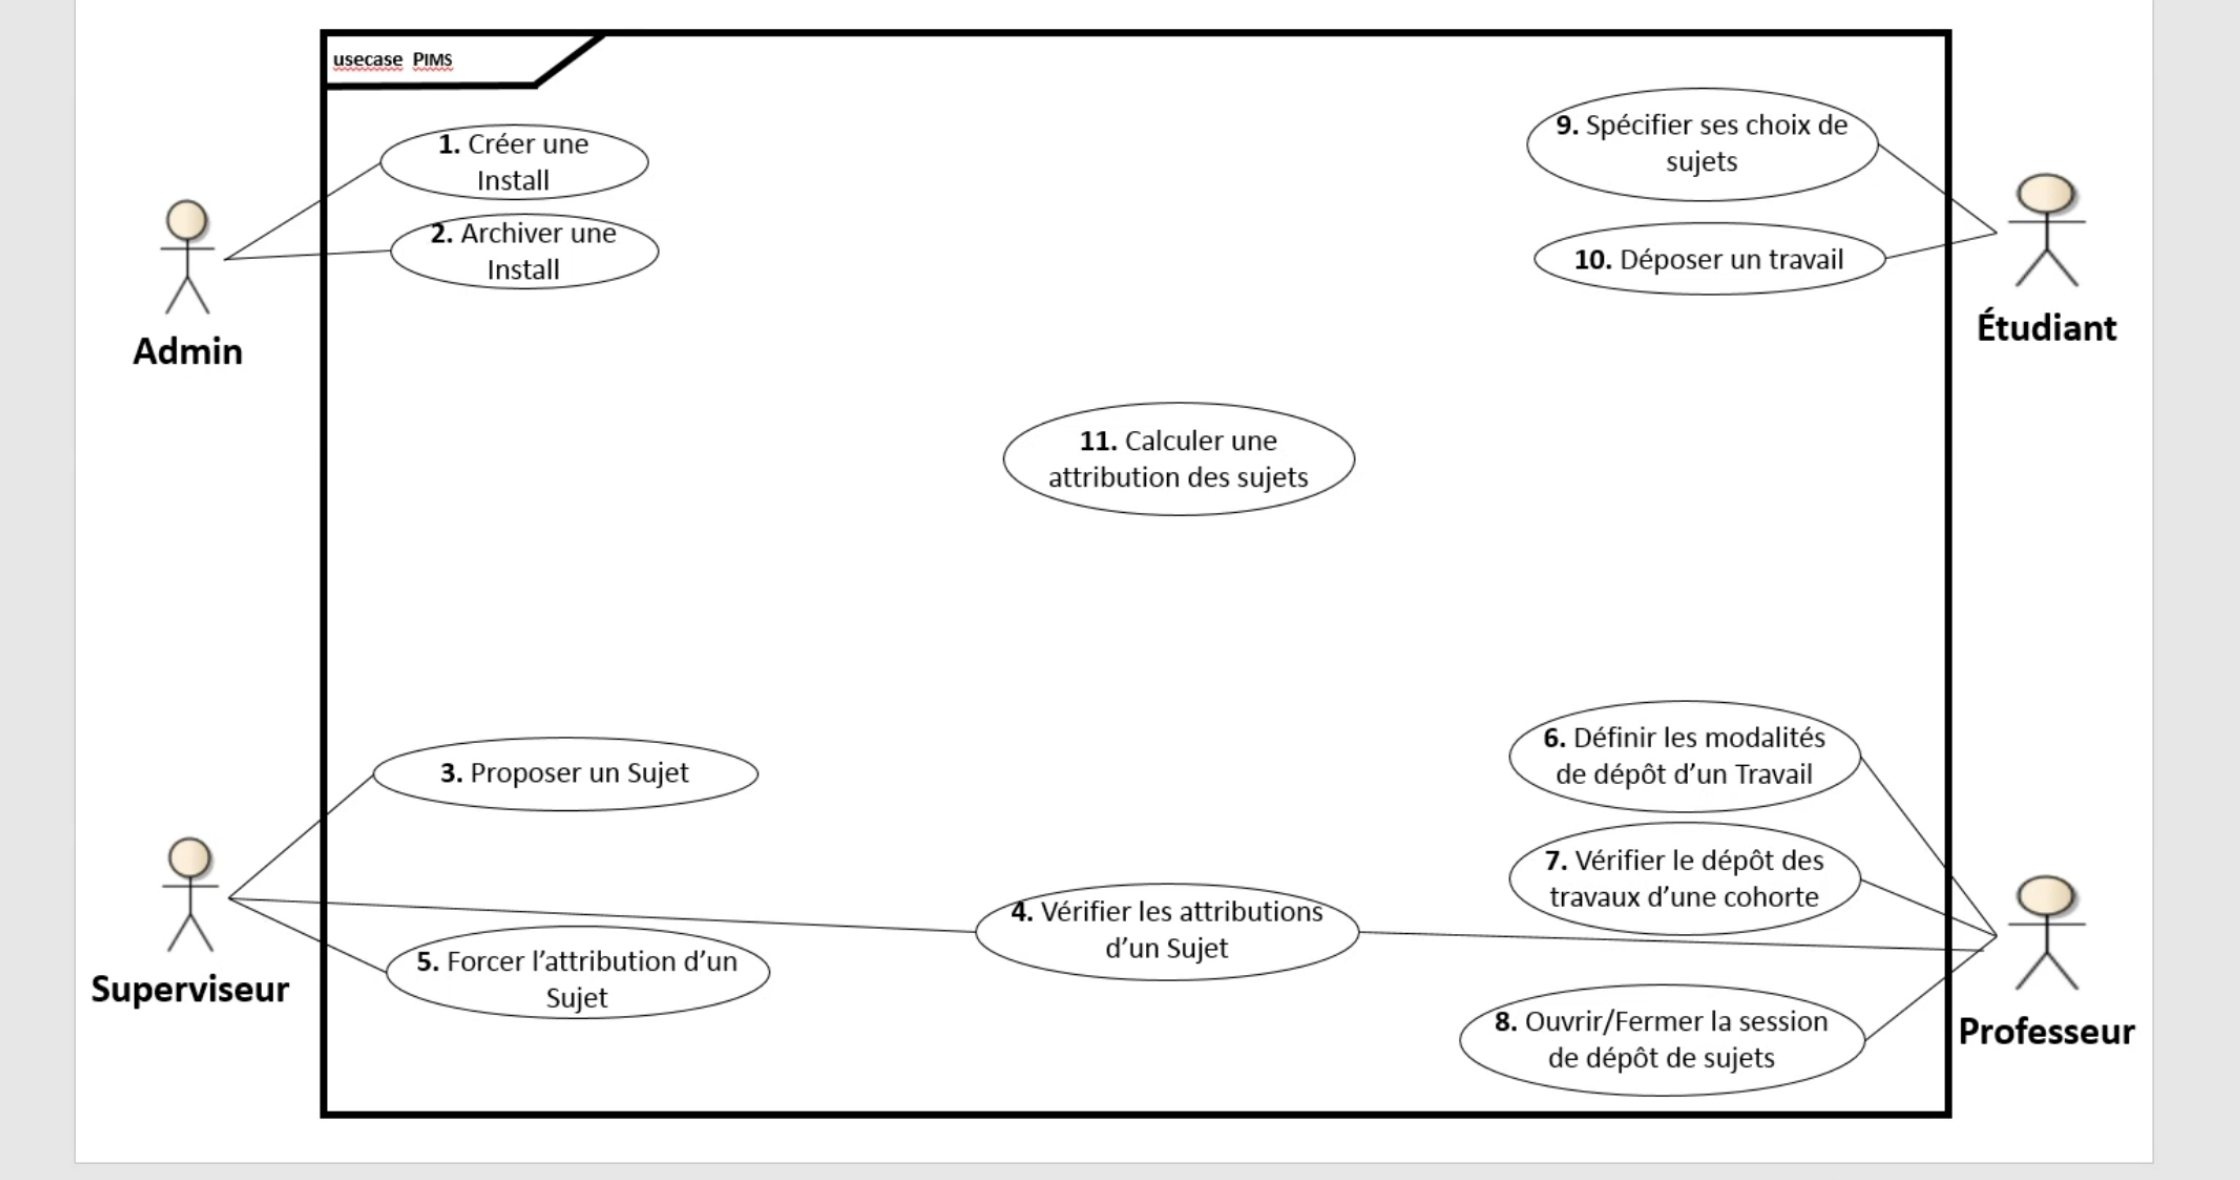 usecase PIMS
1. Créer une
Install
2. Archiver une
Install
Admin
9. Spécifier ses choix de
sujets
10. Déposer un travail
Étudiant
11. Calculer une
attribution des sujets
3. Proposer un Sujet
4. Vérifier les attributions
d'un Sujet
5. Forcer l'attribution d'un
Sujet
Superviseur
6. Définir les modalités
de dépôt d'un Travail
7. Vérifier le dépôt des
travaux d'une cohorte
8. Ouvrir/Fermer la session
de dépôt de sujets
Professeur